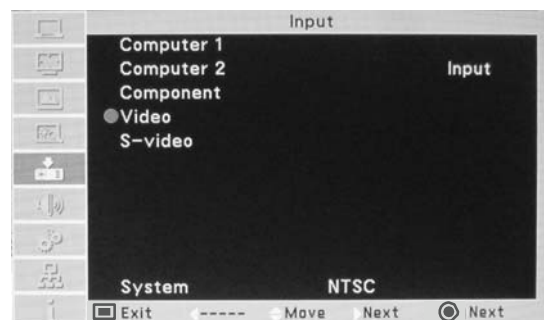 Input
Computer 1
Computer 2 Input
Component
Video
S-video
System NTSC
Exit ----- Move Next Next